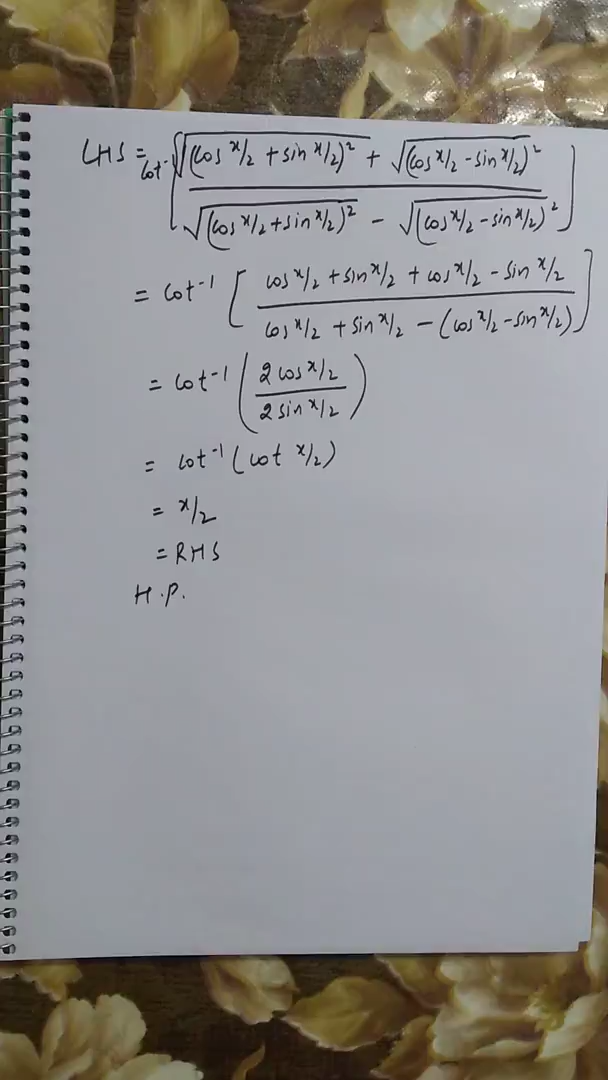 LHS = cot⁻¹ [ (√(cos x/2 + sin x/2)² + √(cos x/2 - sin x/2)²) / (√(cos x/2 + sin x/2)² - √(cos x/2 - sin x/2)²) ]
= cot⁻¹ [ (cos x/2 + sin x/2 + cos x/2 - sin x/2) / (cos x/2 + sin x/2 - (cos x/2 - sin x/2)) ]
= cot⁻¹ ( (2 cos x/2) / (2 sin x/2) )
= cot⁻¹ (cot x/2)
= x/2
= RHS
H.P.